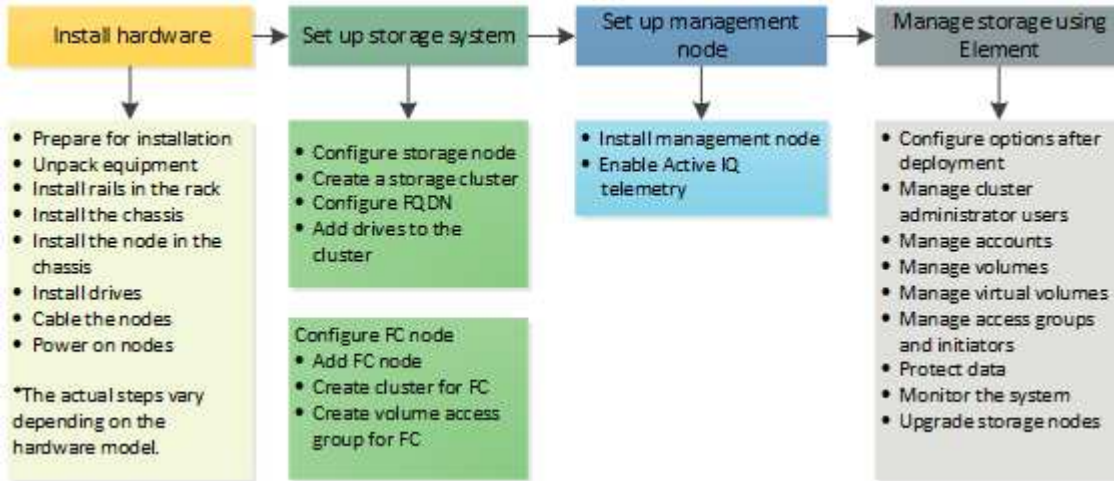 Install hardware
Set up storage system
Set up management
node
Manage storage using
Element
• Prepare for installation
• Unpack equipment
• Install rails in the rack
• Install the chassis
• Install the node in the
chassis
• Install drives
• Cable the nodes
• Power on nodes
*The actual steps vary
depending on the
hardware model.
• Configure storage node
• Create a storage cluster
• Configure FQDN
• Add drives to the
cluster
Configure FC node
• Add FC node
• Create cluster for FC
• Create volume access
group for FC
• Install management node
• Enable Active IQ
telemetry
• Configure options after
deployment
• Manage cluster
administrator users
• Manage accounts
• Manage volumes
• Manage virtual volumes
• Manage access groups
and initiators
• Protect data
• Monitor the system
• Upgrade storage nodes